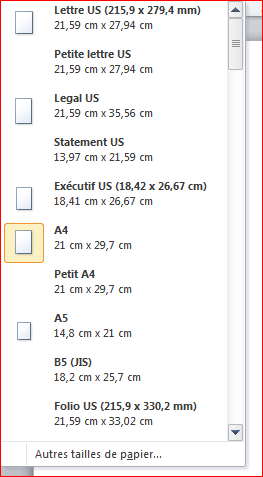 Lettre US (215,9 x 279,4 mm)
21,59 cm x 27,94 cm
Petite lettre US
21,59 cm x 27,94 cm
Legal US
21,59 cm x 35,56 cm
Statement US
13,97 cm x 21,59 cm
Exécutif US (18,42 x 26,67 cm)
18,41 cm x 26,67 cm
A4
21 cm x 29,7 cm
Petit A4
21 cm x 29,7 cm
A5
14,8 cm x 21 cm
B5 (JIS)
18,2 cm x 25,7 cm
Folio US (215,9 x 330,2 mm)
21,59 cm x 33,02 cm
Autres tailles de papier...